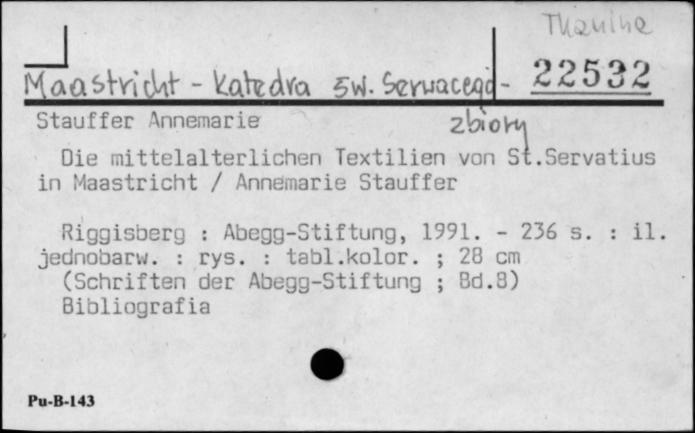 Tkanina
Maastricht - Katedra św. Serwacego - 22532
zbiory
Stauffer Annemarie
Die mittelalterlichen Textilien von St.Servatius
in Maastricht / Annemarie Stauffer
Riggisberg : Abegg-Stiftung, 1991. - 236 s. : il.
jednobarw. : rys. : tabl.kolor. ; 28 cm
(Schriften der Abegg-Stiftung ; Bd.8)
Bibliografia
Pu-B-143